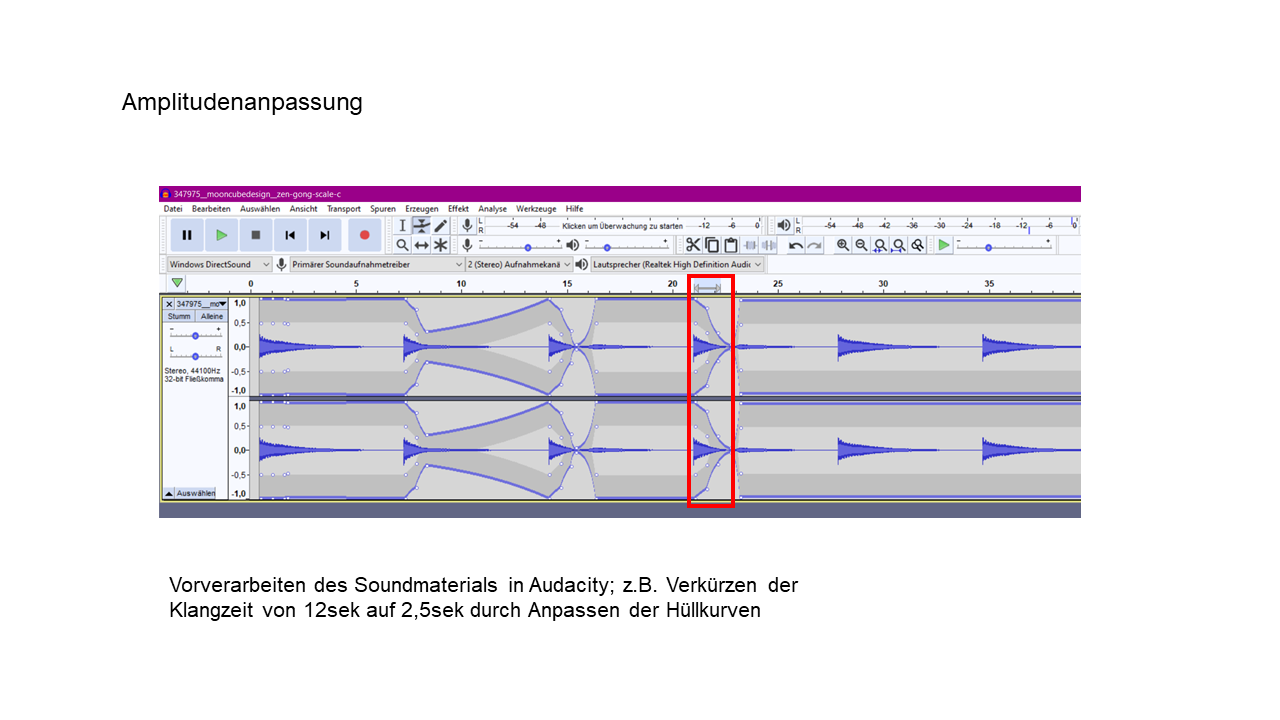 Amplitudenanpassung
347975__mooncubedesign__zen-gong-scale-c
Datei Bearbeiten Auswählen Ansicht Transport Spuren Erzeugen Effekt Analyse Werkzeuge Hilfe
L -54 -48 Klicken um Überwachung zu starten -12 -6 0 L -54 -48 -42 -36 -30 -24 -18 -12 -6 0
R R
- + - + - +
Windows DirectSound Primärer Soundaufnahmetreiber 2 (Stereo) Aufnahmekanä Lautsprecher (Realtek High Definition Audio
0 5 10 15 20 25 30 35
347975__mo 1,0
Stumm Alleine
0,5
- +
L R 0,0
Stereo, 44100Hz -0,5
32-bit Fließkomma
-1,0
1,0
0,5
0,0
-0,5
Auswählen -1,0
Vorverarbeiten des Soundmaterials in Audacity; z.B. Verkürzen der
Klangzeit von 12sek auf 2,5sek durch Anpassen der Hüllkurven